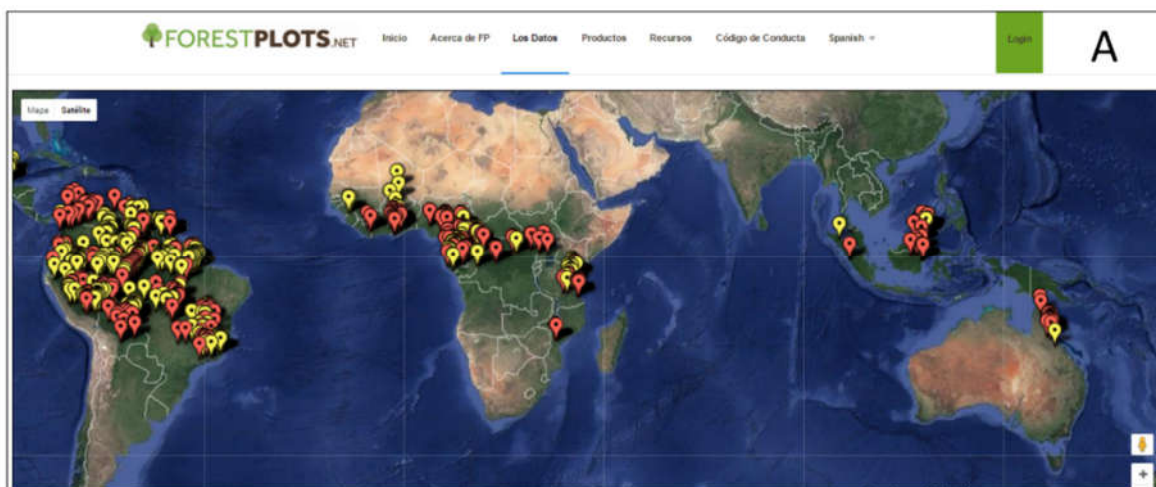 FORESTPLOTS.NET Inicio Acerca de FP Los Datos Productos Recursos Código de Conducta Spanish Login A
Mapa Satélite